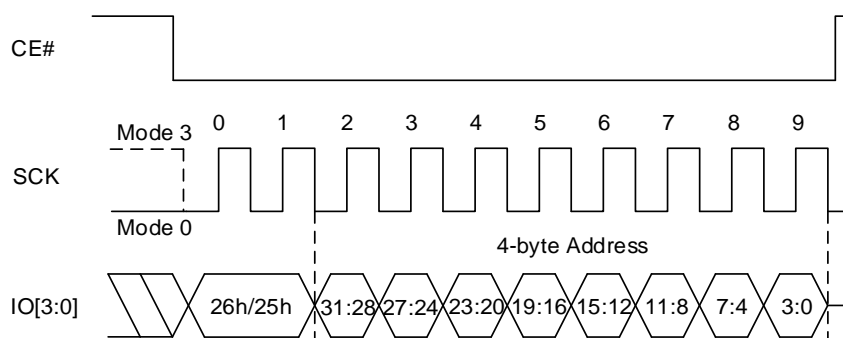 CE#
Mode 3
0 1 2 3 4 5 6 7 8 9
SCK
Mode 0
4-byte Address
IO[3:0]
26h/25h 31:28 27:24 23:20 19:16 15:12 11:8 7:4 3:0